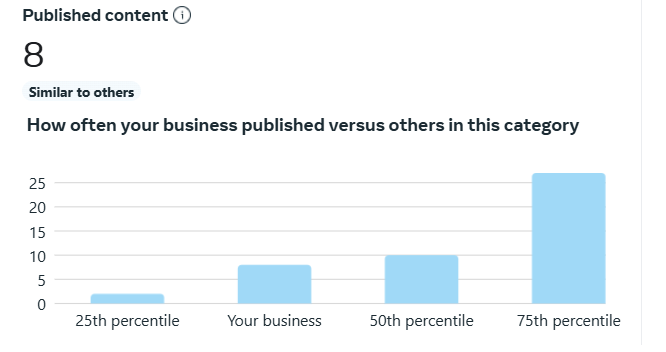 Published content
8
Similar to others
How often your business published versus others in this category
25
20
15
10
5
0
25th percentile Your business 50th percentile 75th percentile